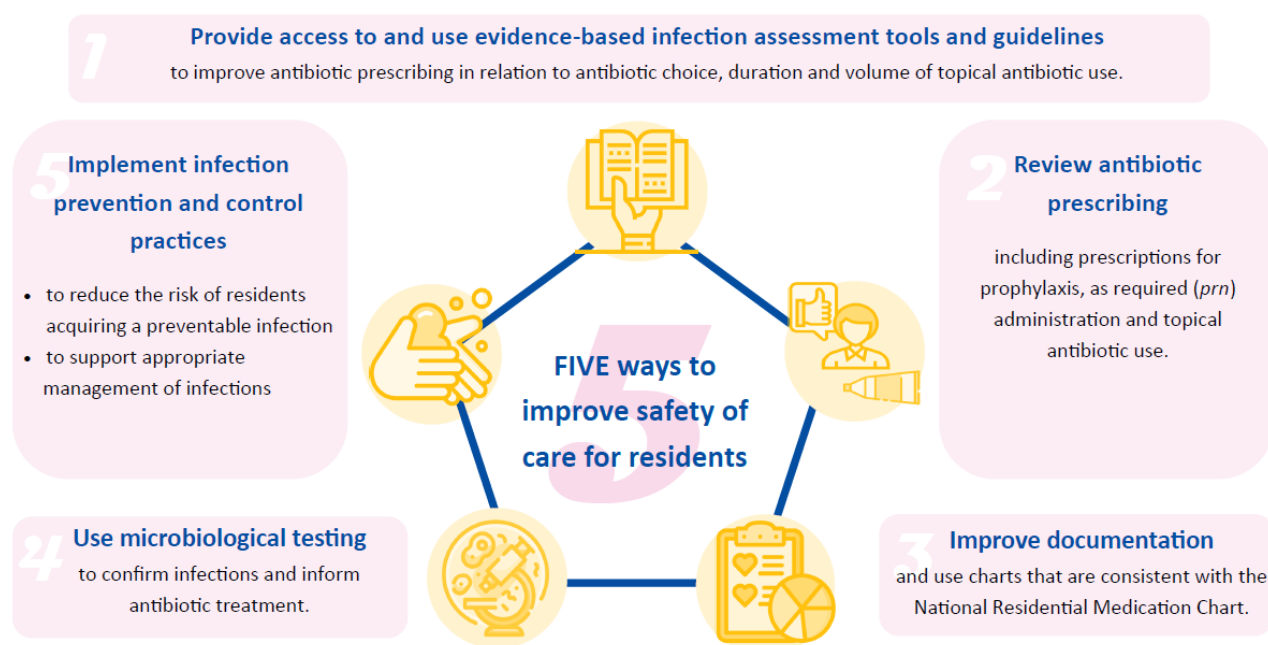 1
Provide access to and use evidence-based infection assessment tools and guidelines
to improve antibiotic prescribing in relation to antibiotic choice, duration and volume of topical antibiotic use.
2
Review antibiotic
prescribing
including prescriptions for
prophylaxis, as required (prn)
administration and topical
antibiotic use.
3
Improve documentation
and use charts that are consistent with the
National Residential Medication Chart.
4
Use microbiological testing
to confirm infections and inform
antibiotic treatment.
5
Implement infection
prevention and control
practices
• to reduce the risk of residents
acquiring a preventable infection
• to support appropriate
management of infections
5
FIVE ways to
improve safety of
care for residents